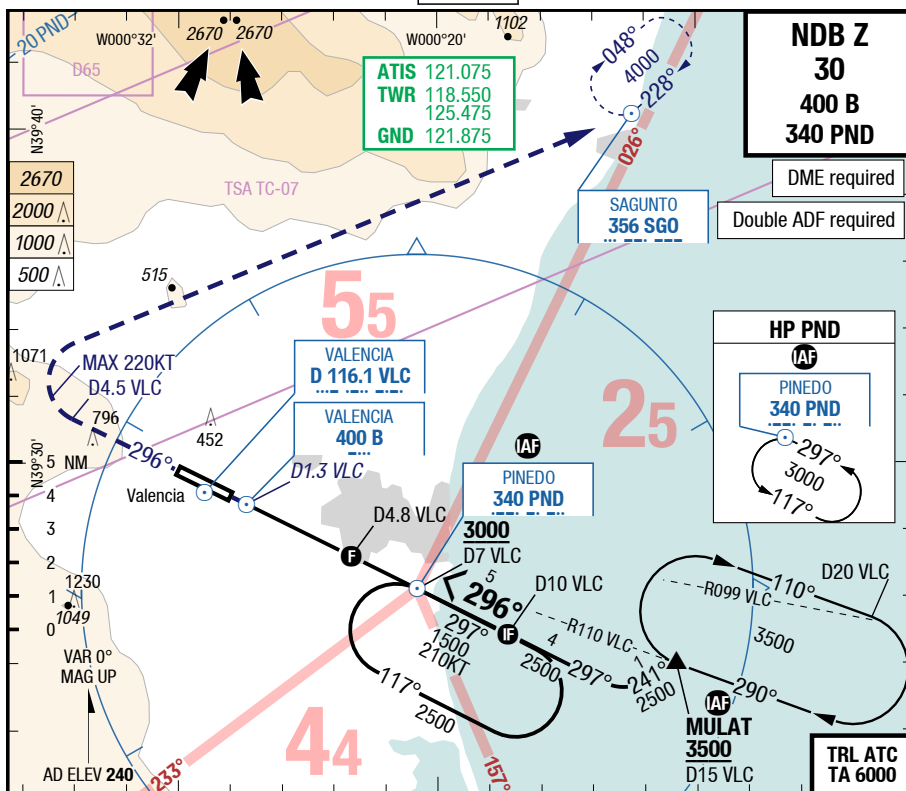 20 PND
W000°32'
2670
2670
W000°20'
1102
D65
N39°40'
ATIS 121.075
TWR 118.550
125.475
GND 121.875
048°
4000
228°
026°
NDB Z
30
400 B
340 PND
DME required
Double ADF required
2670
2000
1000
500
TSA TC-07
SAGUNTO
356 SGO
515
55
25
1071
MAX 220KT
D4.5 VLC
796
452
296°
VALENCIA
D 116.1 VLC
VALENCIA
400 B
HP PND
IAF
PINEDO
340 PND
297°
3000
117°
N39°30'
5
NM
4
3
2
1
0
Valencia
D1.3 VLC
IAF
PINEDO
340 PND
D4.8 VLC
F
3000
D7 VLC
5
296°
D10 VLC
IF
297°
1500
210KT
4
2500
297°
R110 VLC
1
241°
2500
R099 VLC
110°
D20 VLC
3500
290°
117°
2500
1230
1049
VAR 0°
MAG UP
AD ELEV 240
233°
44
157°
IAF
MULAT
3500
D15 VLC
TRL ATC
TA 6000